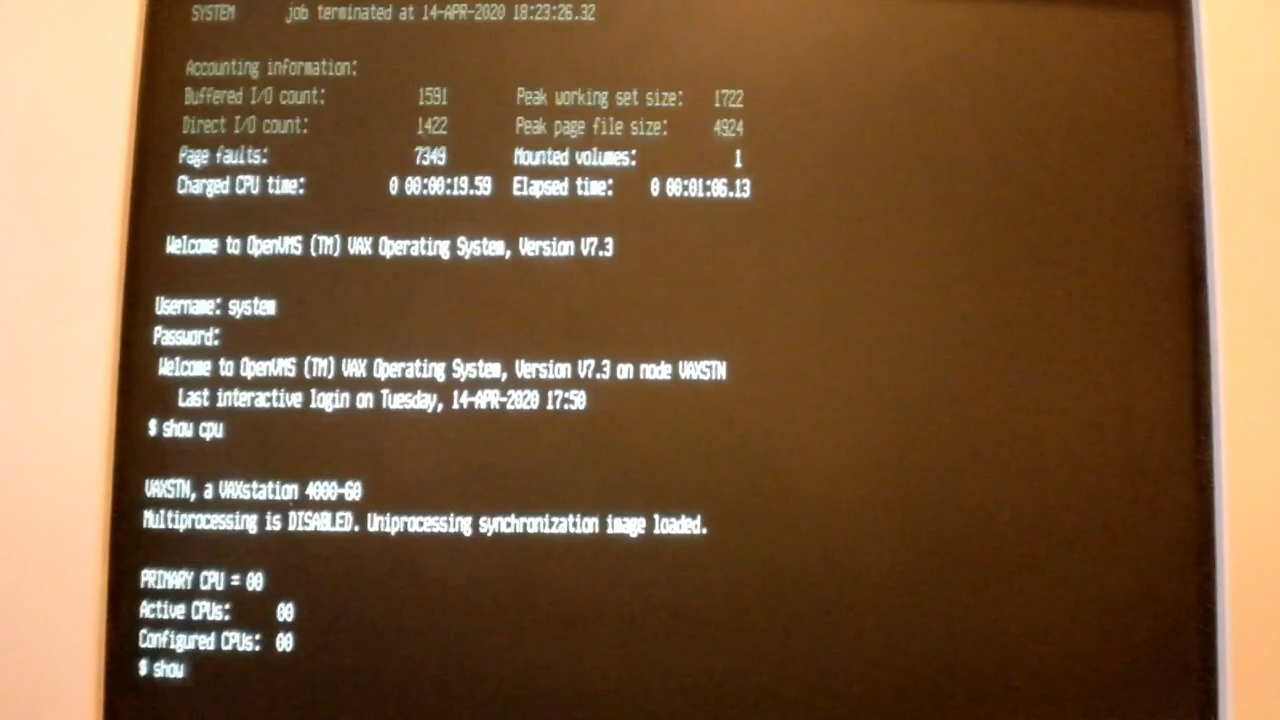 SYSTEM job terminated at 14-APR-2020 18:23:26.32
Accounting information:
Buffered I/O count: 1591 Peak working set size: 1722
Direct I/O count: 1422 Peak page file size: 4924
Page faults: 7349 Mounted volumes: 1
Charged CPU time: 0 00:00:19.59 Elapsed time: 0 00:01:06.13
Welcome to OpenVMS (TM) VAX Operating System, Version V7.3
Username: system
Password:
Welcome to OpenVMS (TM) VAX Operating System, Version V7.3 on node VAXSTN
Last interactive login on Tuesday, 14-APR-2020 17:50
$ show cpu
VAXSTN, a VAXstation 4000-60
Multiprocessing is DISABLED. Uniprocessing synchronization image loaded.
PRIMARY CPU = 00
Active CPUs: 00
Configured CPUs: 00
$ show